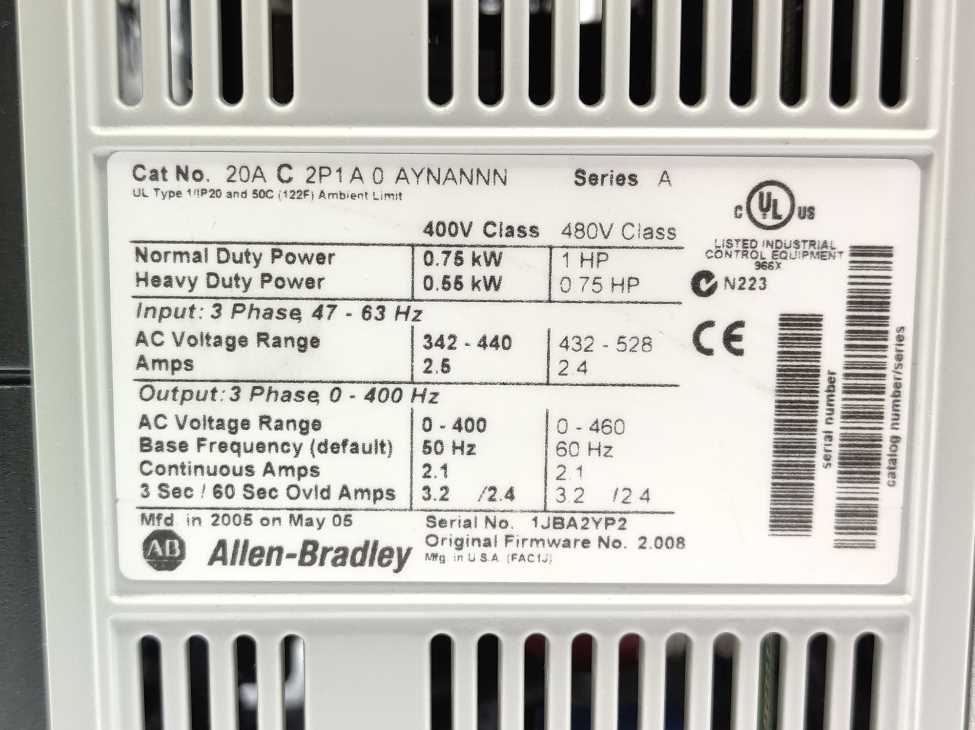 Cat No. 20A C 2P1 A 0 AYNANNN Series A
UL Type 1/IP20 and 50C (122F) Ambient Limit
C UL US
LISTED INDUSTRIAL
CONTROL EQUIPMENT
966X
N223
CE
400V Class 480V Class
Normal Duty Power 0.75 kW 1 HP
Heavy Duty Power 0.55 kW 0.75 HP
Input: 3 Phase, 47 - 63 Hz
AC Voltage Range 342 - 440 432 - 528
Amps 2.5 2.4
Output: 3 Phase, 0 - 400 Hz
AC Voltage Range 0 - 400 0 - 460
Base Frequency (default) 50 Hz 60 Hz
Continuous Amps 2.1 2.1
3 Sec / 60 Sec Ovld Amps 3.2 /2.4 3.2 /2.4
Mfd. in 2005 on May 05 Serial No. 1JBA2YP2
Original Firmware No. 2.008
AB Allen-Bradley Mfg. in U.S.A. (FAC1J)
serial number
catalog number/series